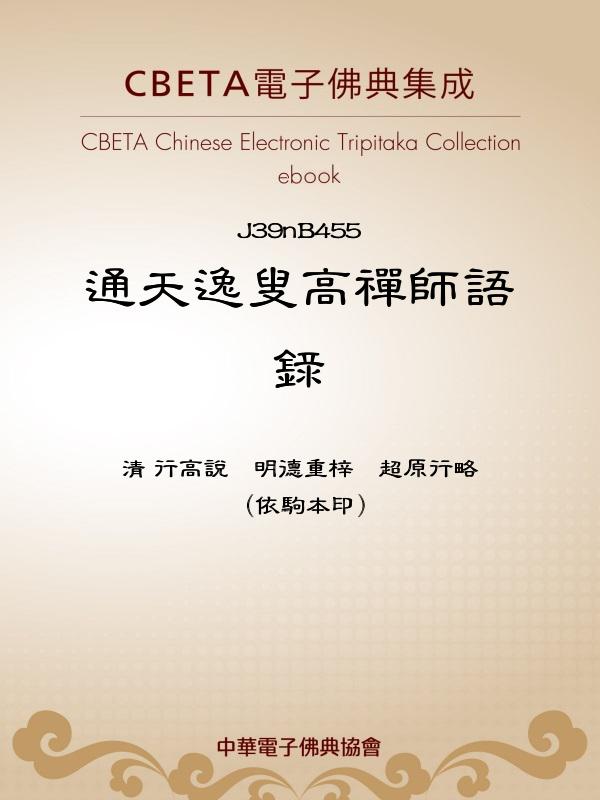 CBETA電子佛典集成
CBETA Chinese Electronic Tripitaka Collection
ebook
J39nB455
通天逸叟高禪師語
錄
清 行高說　明德重梓　超原行略
（依駒本印）
中華電子佛典協會